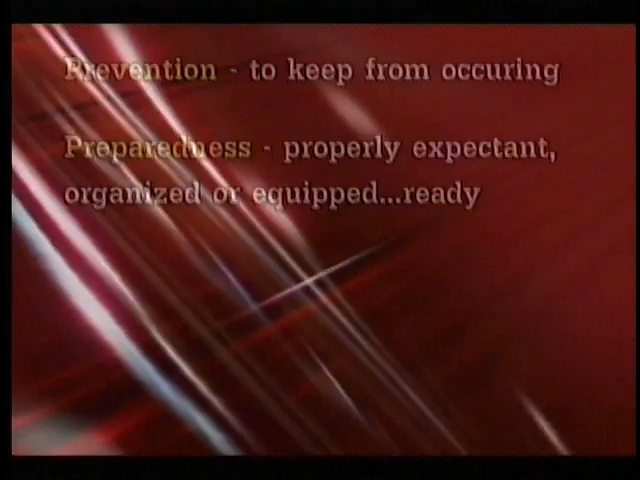 Prevention - to keep from occuring
Preparedness - properly expectant,
organized or equipped...ready